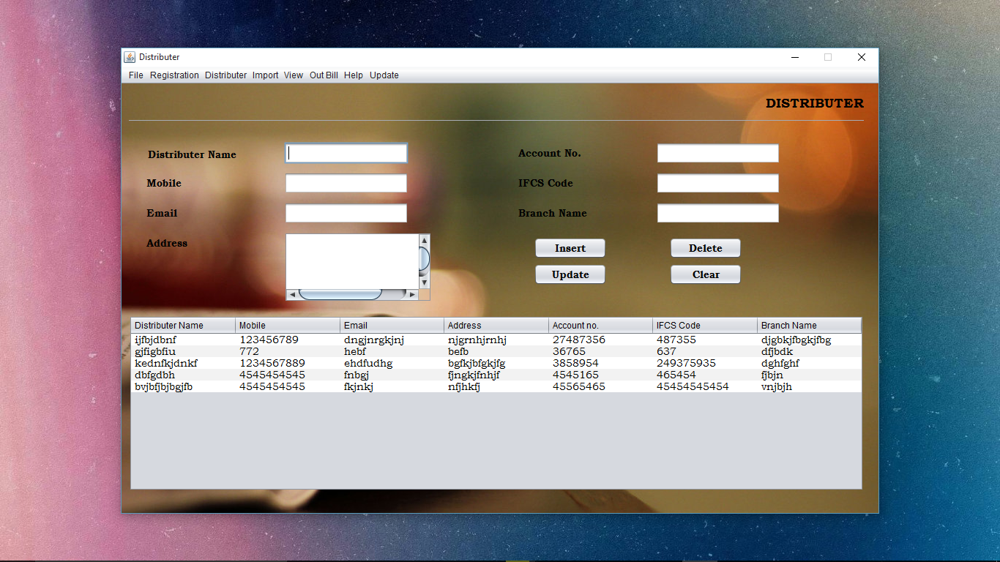 Distributer
File Registration Distributer Import View Out Bill Help Update
DISTRIBUTER
Distributer Name
Account No.
Mobile
IFCS Code
Email
Branch Name
Address
Insert
Delete
Update
Clear
Distributer Name Mobile Email Address Account no. IFCS Code Branch Name
ijfbjdbnf 123456789 dngjnrgkjnj njgrnhjrnhj 27487356 487355 djgbkjfbgkjfbg
gjfigbfiu 772 hebf befb 36765 637 dfjbdk
kednfkjdnkf 1234567889 ehdfudhg bgfkjbfgkjfg 3858954 249375935 dghfghf
dbfgdbh 4545454545 fnbgj fjngkjfnhjf 4545165 465454 fjbjn
bvjbfjbjbgjfb 4545454545 fkjnkj nfjhkfj 45565465 45454545454 vnjbjh